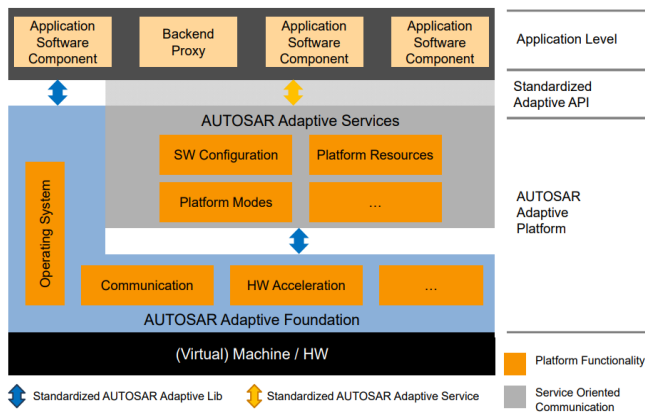 Application
Software
Component
Backend
Proxy
Application
Software
Component
Application
Software
Component
Application Level
Standardized
Adaptive API
AUTOSAR Adaptive Services
SW Configuration
Platform Resources
Platform Modes
...
AUTOSAR
Adaptive
Platform
Operating System
Communication
HW Acceleration
...
AUTOSAR Adaptive Foundation
(Virtual) Machine / HW
Platform Functionality
Service Oriented
Communication
Standardized AUTOSAR Adaptive Lib
Standardized AUTOSAR Adaptive Service